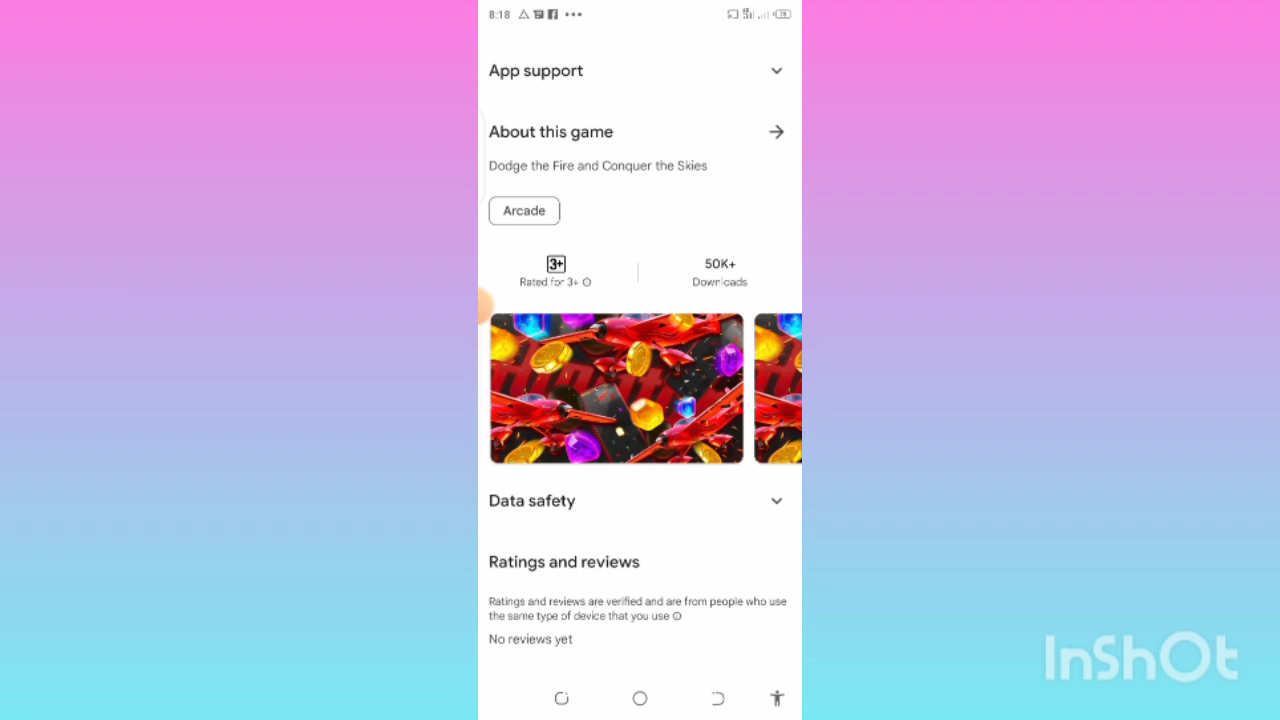 8:18
App support
About this game
Dodge the Fire and Conquer the Skies
Arcade
3+
50K+
Rated for 3+
Downloads
Data safety
Ratings and reviews
Ratings and reviews are verified and are from people who use
the same type of device that you use
No reviews yet
InShOt